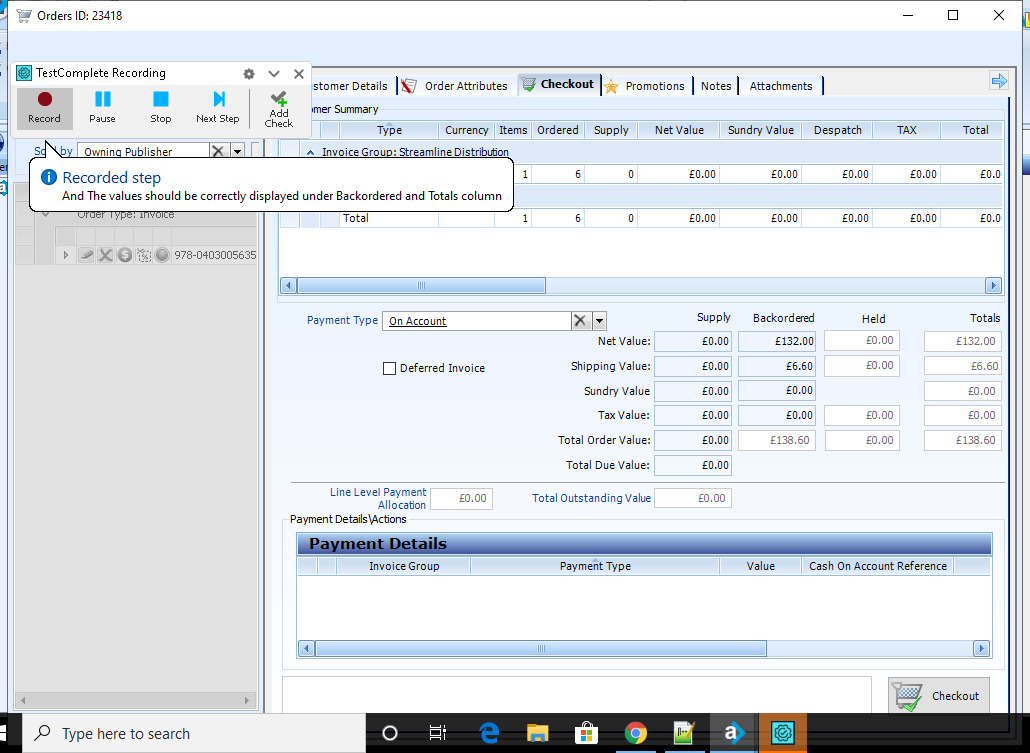 Orders ID: 23418
TestComplete Recording
Record
Pause
Stop
Next Step
Add
Check
stomer Details
Order Attributes
Checkout
Promotions
Notes
Attachments
omer Summary
Type
Currency
Items
Ordered
Supply
Net Value
Sundry Value
Despatch
TAX
Total
Owning Publisher
Invoice Group: Streamline Distribution
Recorded step
And The values should be correctly displayed under Backordered and Totals column
1 6 0 £0.00 £0.00 £0.00 £0.00 £0.0
Order Type: Invoice
Total 1 6 0 £0.00 £0.00 £0.00 £0.00 £0.0
978-0403005635
Payment Type On Account
Deferred Invoice
Supply Backordered Held Totals
Net Value: £0.00 £132.00 £0.00 £132.00
Shipping Value: £0.00 £6.60 £0.00 £6.60
Sundry Value £0.00 £0.00 £0.00
Tax Value: £0.00 £0.00 £0.00 £0.00
Total Order Value: £0.00 £138.60 £0.00 £138.60
Total Due Value: £0.00
Line Level Payment
Allocation £0.00
Total Outstanding Value £0.00
Payment Details\Actions
Payment Details
Invoice Group
Payment Type
Value
Cash On Account Reference
Checkout
Type here to search